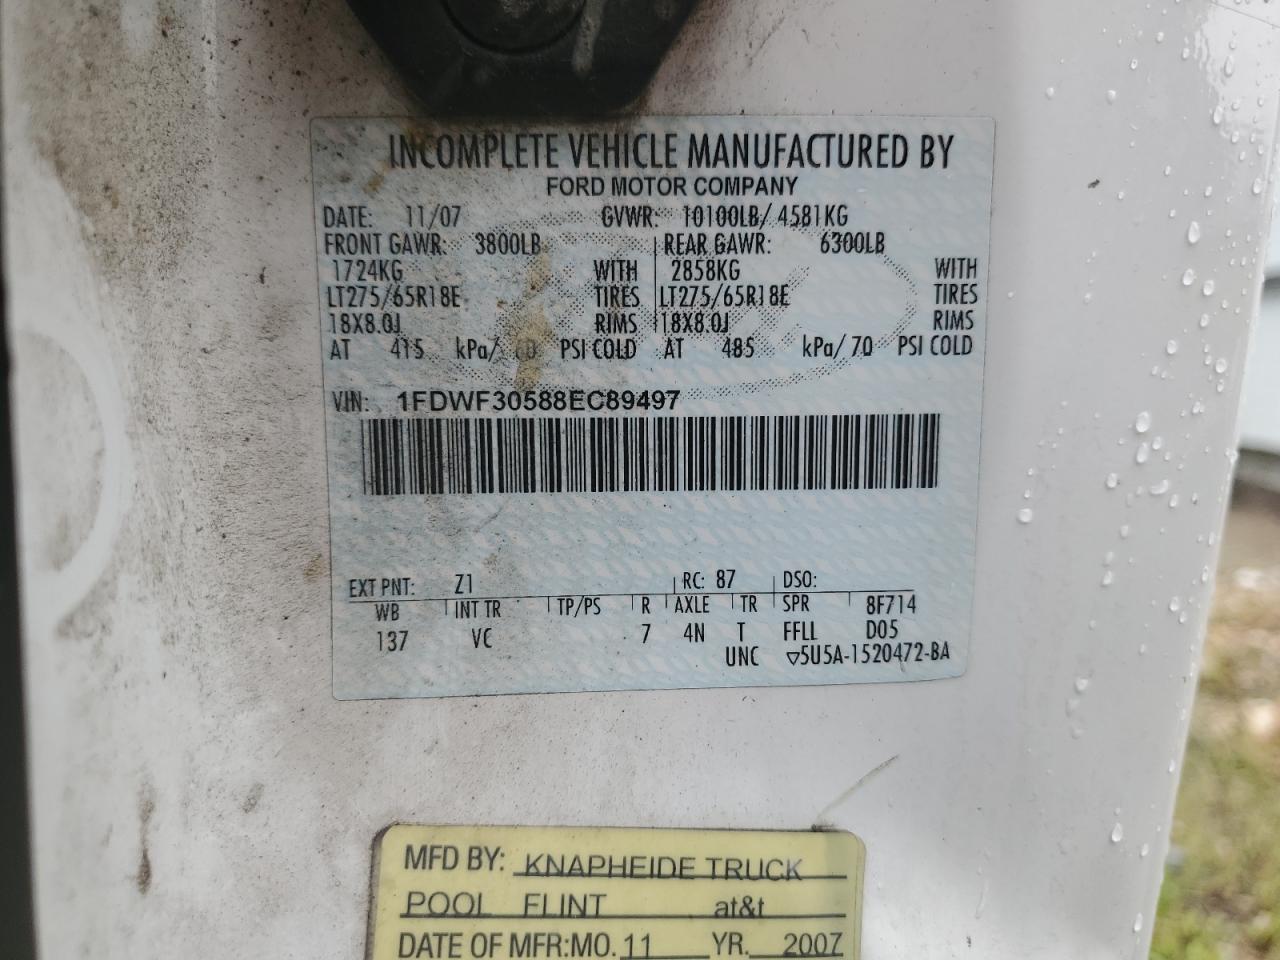 INCOMPLETE VEHICLE MANUFACTURED BY
FORD MOTOR COMPANY
DATE: 11/07 GVWR: 10100LB/ 4581KG
FRONT GAWR: 3800LB REAR GAWR: 6300LB
1724KG WITH 2858KG WITH
LT275/65R18E TIRES LT275/65R18E TIRES
18X8.0J RIMS 18X8.0J RIMS
AT 415 kPa/ 60 PSI COLD AT 485 kPa/ 70 PSI COLD
VIN: 1FDWF30588EC89497
EXT PNT: Z1 RC: 87 DSO:
WB INT TR TP/PS R AXLE TR SPR 8F714
137 VC 7 4N T FFLL D05
UNC ▽5U5A-1520472-BA
MFD BY: KNAPHEIDE TRUCK
POOL FLINT at&t
DATE OF MFR:MO. 11 YR. 2007